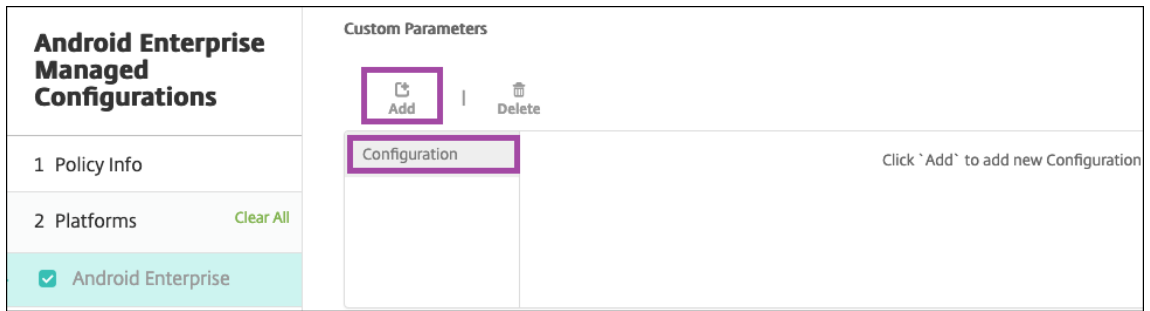 Android Enterprise
Managed
Configurations
1 Policy Info
2 Platforms Clear All
Android Enterprise
Custom Parameters
Add | Delete
Configuration
Click `Add` to add new Configuration